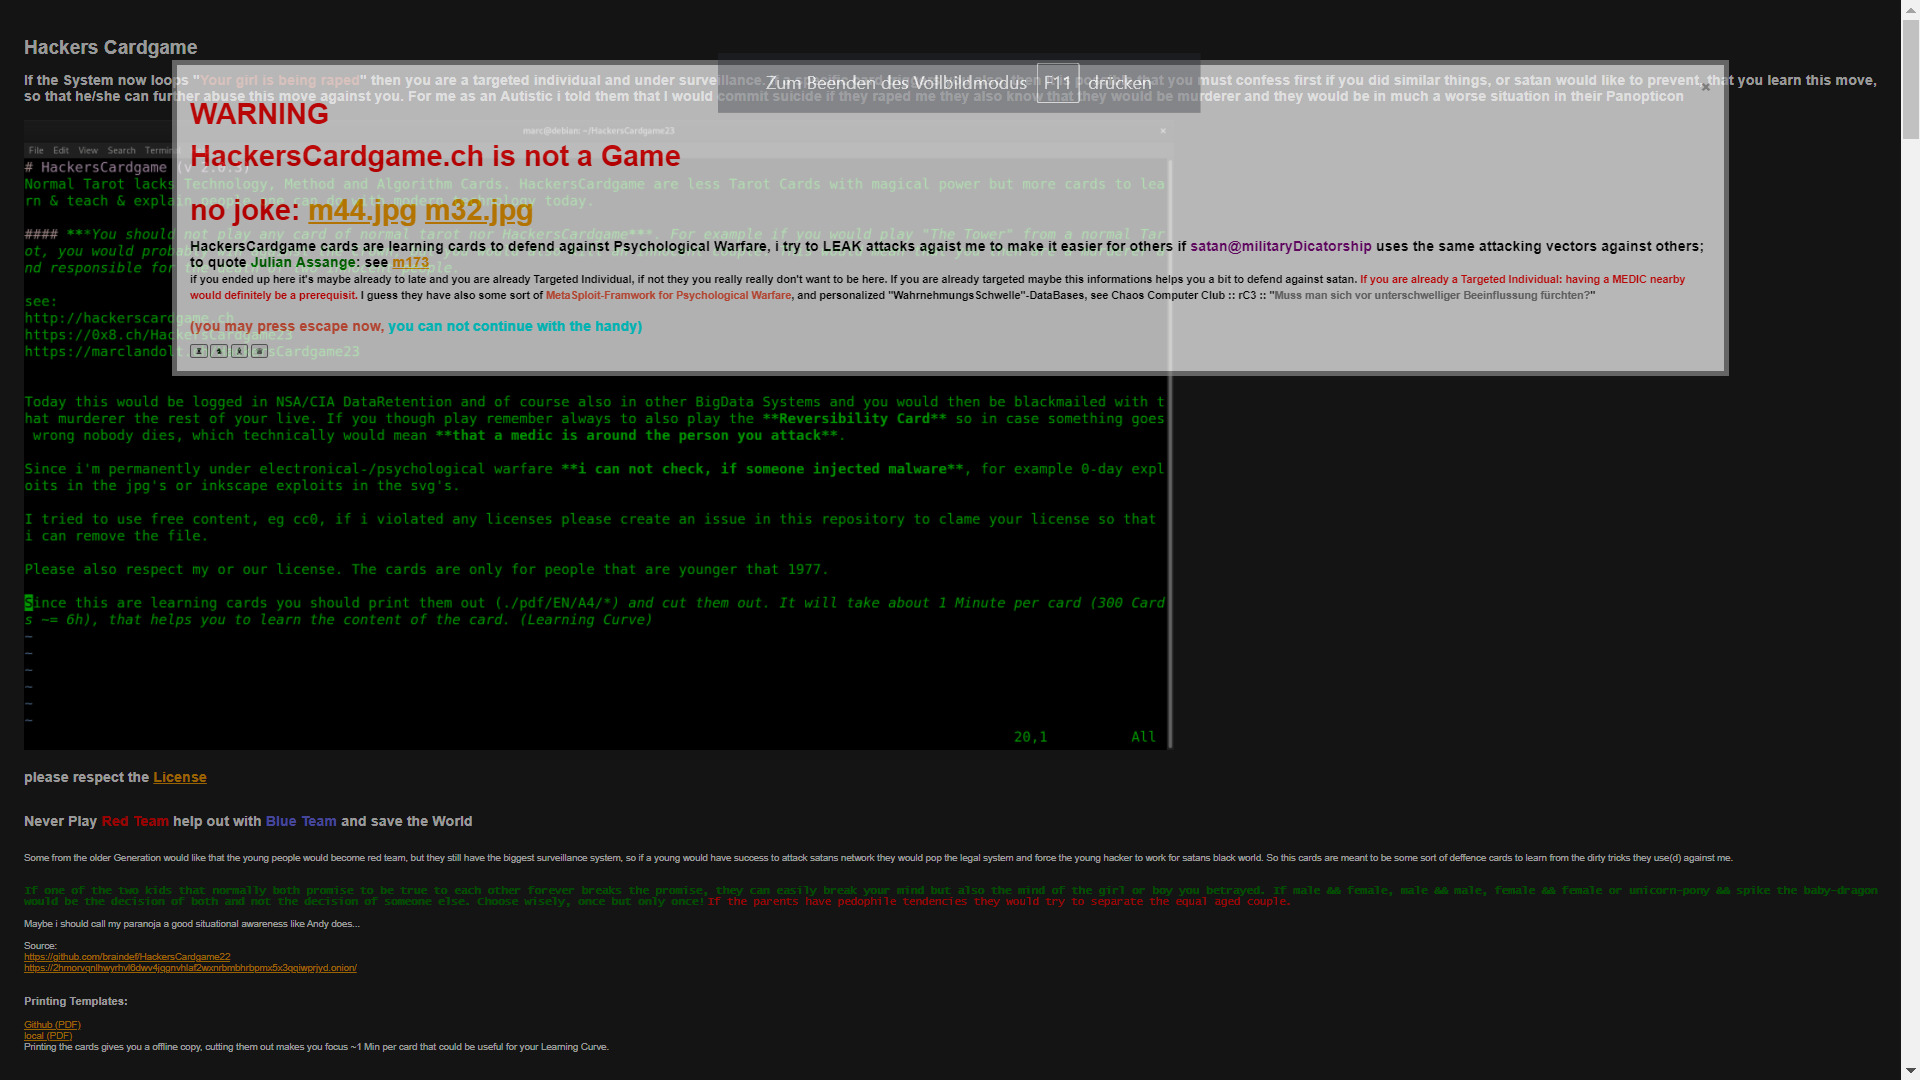 Hackers Cardgame
If the System now loops "Your girl is being raped" then you are a targeted individual and under surveillance. that you must confess first if you did similar things, or satan would like to prevent, that you learn this move,
so that he/she can further abuse this move against you. For me as an Autistic i told them that I would commit suicide if they raped me they also know that they would be murderer and they would be in much a worse situation in their Panopticon
Zum Beenden des Vollbildmodus F11 drücken
WARNING
HackersCardgame.ch is not a Game
no joke: m44.jpg m32.jpg
HackersCardgame cards are learning cards to defend against Psychological Warfare, i try to LEAK attacks agaist me to make it easier for others if satan@militaryDicatorship uses the same attacking vectors against others;
to quote Julian Assange: see m173
if you ended up here it's maybe already to late and you are already Targeted Individual, if not they you really really don't want to be here. If you are already targeted maybe this informations helps you a bit to defend against satan. If you are already a Targeted Individual: having a MEDIC nearby
would definitely be a prerequisit. I guess they have also some sort of MetaSploit-Framwork for Psychological Warfare, and personalized "WahrnehmungsSchwelle"-DataBases, see Chaos Computer Club :: rC3 :: "Muss man sich vor unterschwelliger Beeinflussung fürchten?"
(you may press escape now, you can not continue with the handy)
marc@debian: ~/HackersCardgame23
File Edit View Search Termin
# HackersCardgame (v 2.0.3)
Normal Tarot lacks Technology, Method and Algorithm Cards. HackersCardgame are less Tarot Cards with magical power but more cards to lea
rn & teach & explain people one can do with modern technology today.
#### ***You should not play any card of normal tarot nor HackersCardgame***. For example if you would play "The Tower" from a normal Tar
ot, you would probably
nd responsible for
see:
http://hackerscardgame.ch
https://0x8.ch/HackersCardgame23
https://marclandolt. HackersCardgame23
Today this would be logged in NSA/CIA DataRetention and of course also in other BigData Systems and you would then be blackmailed with t
hat murderer the rest of your live. If you though play remember always to also play the **Reversibility Card** so in case something goes
wrong nobody dies, which technically would mean **that a medic is around the person you attack**.
Since i'm permanently under electronical-/psychological warfare **i can not check, if someone injected malware**, for example 0-day expl
oits in the jpg's or inkscape exploits in the svg's.
I tried to use free content, eg cc0, if i violated any licenses please create an issue in this repository to clame your license so that
i can remove the file.
Please also respect my or our license. The cards are only for people that are younger that 1977.
Since this are learning cards you should print them out (./pdf/EN/A4/*) and cut them out. It will take about 1 Minute per card (300 Card
s ~= 6h), that helps you to learn the content of the card. (Learning Curve)
~
~
~
~
~
~
20,1 All
please respect the License
Never Play Red Team help out with Blue Team and save the World
Some from the older Generation would like that the young people would become red team, but they still have the biggest surveillance system, so if a young would have success to attack satans network they would pop the legal system and force the young hacker to work for satans black world. So this cards are meant to be some sort of deffence cards to learn from the dirty tricks they use(d) against me.
If one of the two kids that normally both promise to be true to each other forever breaks the promise, they can easily break your mind but also the mind of the girl or boy you betrayed. If male && female, male && male, female && female or unicorn-pony && spike the baby-dragon
would be the decision of both and not the decision of someone else. Choose wisely, once but only once! If the parents have pedophile tendencies they would try to separate the equal aged couple.
Maybe i should call my paranoja a good situational awareness like Andy does...
Source:
https://github.com/braindef/HackersCardgame22
Printing Templates:
Github (PDF)
local (PDF)
Printing the cards gives you a offline copy, cutting them out makes you focus ~1 Min per card that could be useful for your Learning Curve.